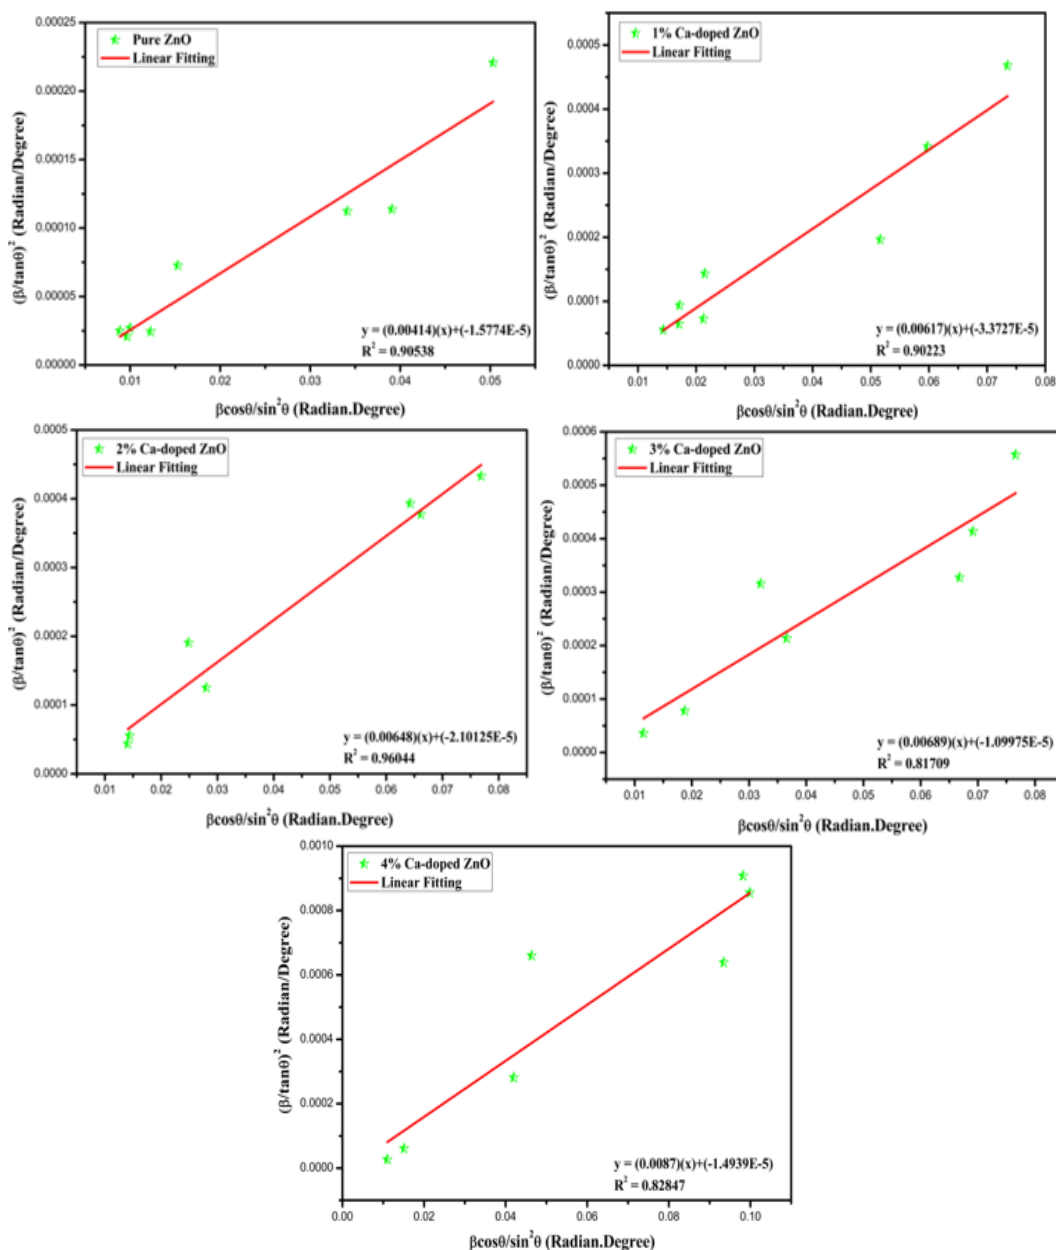 Pure ZnO
Linear Fitting
0.00025
0.00020
0.00015
0.00010
0.00005
0.00000
(β/tanθ)² (Radian/Degree)
y = (0.00414)(x)+(-1.5774E-5)
R² = 0.90538
0.01 0.02 0.03 0.04 0.05
βcosθ/sin²θ (Radian.Degree)
1% Ca-doped ZnO
Linear Fitting
0.0005
0.0004
0.0003
0.0002
0.0001
0.0000
(β/tanθ)² (Radian/Degree)
y = (0.00617)(x)+(-3.3727E-5)
R² = 0.90223
0.01 0.02 0.03 0.04 0.05 0.06 0.07 0.08
βcosθ/sin²θ (Radian.Degree)
2% Ca-doped ZnO
Linear Fitting
0.0005
0.0004
0.0003
0.0002
0.0001
0.0000
(β/tanθ)² (Radian/Degree)
y = (0.00648)(x)+(-2.10125E-5)
R² = 0.96044
0.01 0.02 0.03 0.04 0.05 0.06 0.07 0.08
βcosθ/sin²θ (Radian.Degree)
3% Ca-doped ZnO
Linear Fitting
0.0006
0.0005
0.0004
0.0003
0.0002
0.0001
0.0000
(β/tanθ)² (Radian/Degree)
y = (0.00689)(x)+(-1.09975E-5)
R² = 0.81709
0.01 0.02 0.03 0.04 0.05 0.06 0.07 0.08
βcosθ/sin²θ (Radian.Degree)
4% Ca-doped ZnO
Linear Fitting
0.0010
0.0008
0.0006
0.0004
0.0002
0.0000
(β/tanθ)² (Radian/Degree)
y = (0.0087)(x)+(-1.4939E-5)
R² = 0.82847
0.00 0.02 0.04 0.06 0.08 0.10
βcosθ/sin²θ (Radian.Degree)